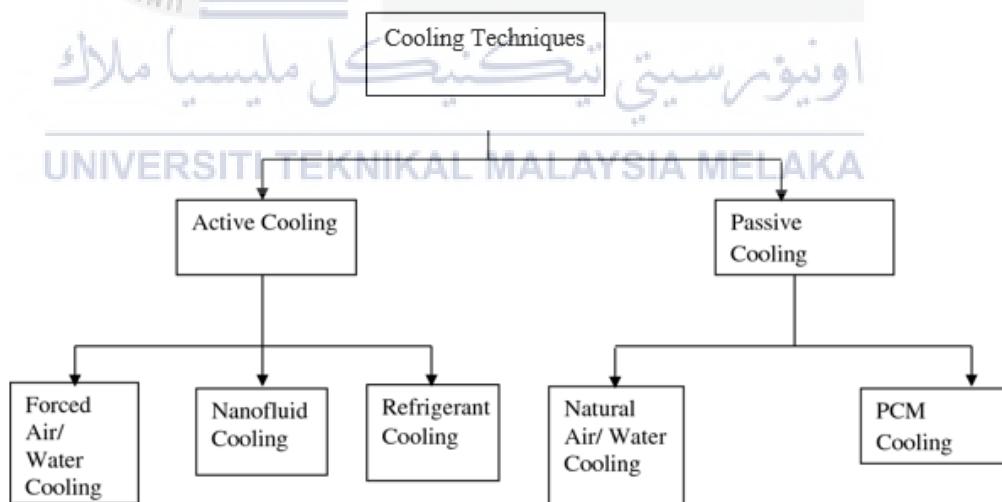 Cooling Techniques
اونيۏرسيتي تيكنيكل مليسيا ملاك
UNIVERSITI TEKNIKAL MALAYSIA MELAKA
Active Cooling
Passive
Cooling
Forced
Air/
Water
Cooling
Nanofluid
Cooling
Refrigerant
Cooling
Natural
Air/ Water
Cooling
PCM
Cooling